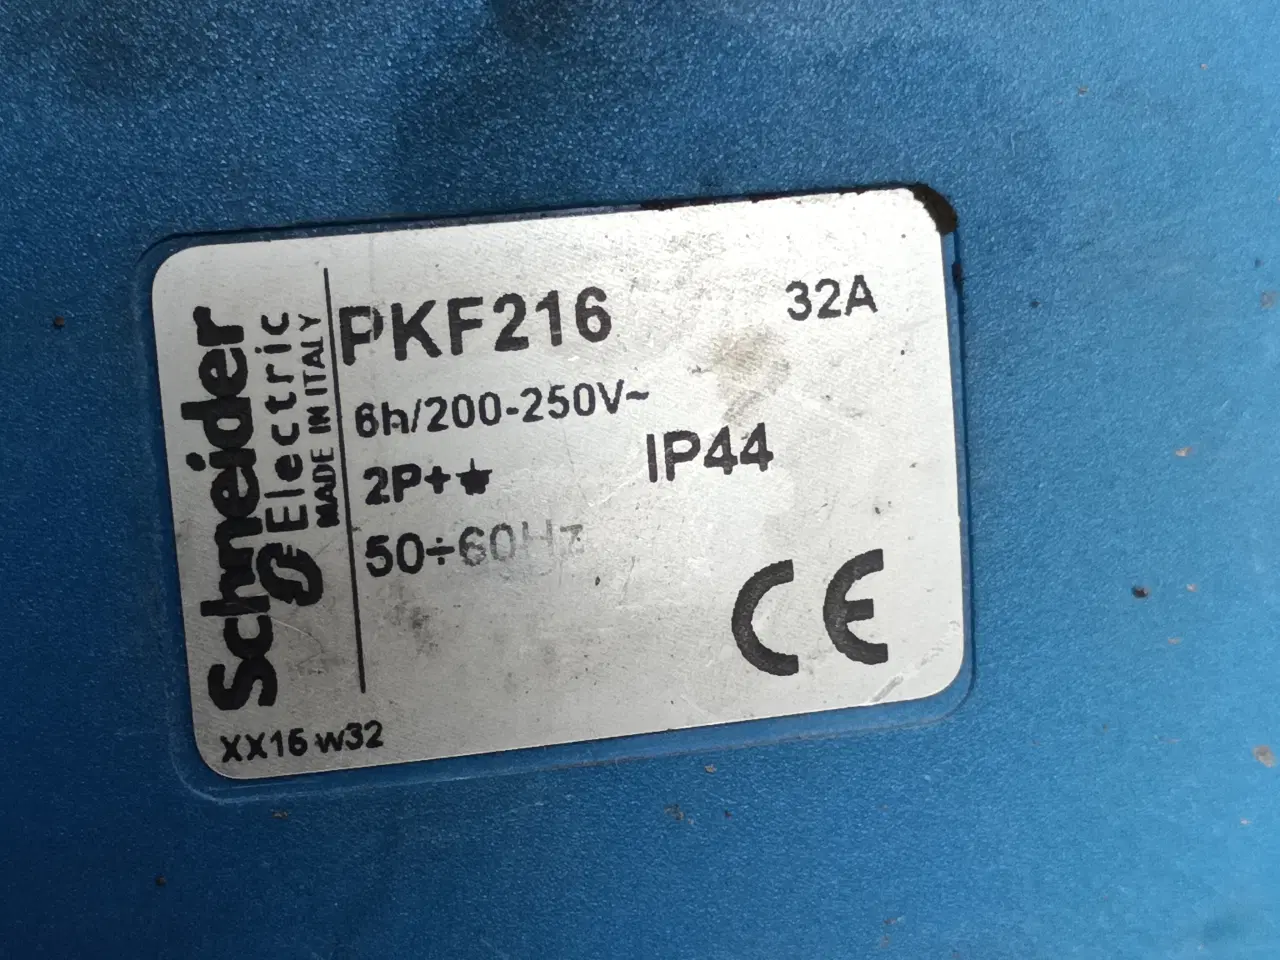 Schneider
Electric
MADE IN ITALY
PKF216 32A
6h/200-250V~
2P+⏚ IP44
50÷60Hz
CE
XX16 w32